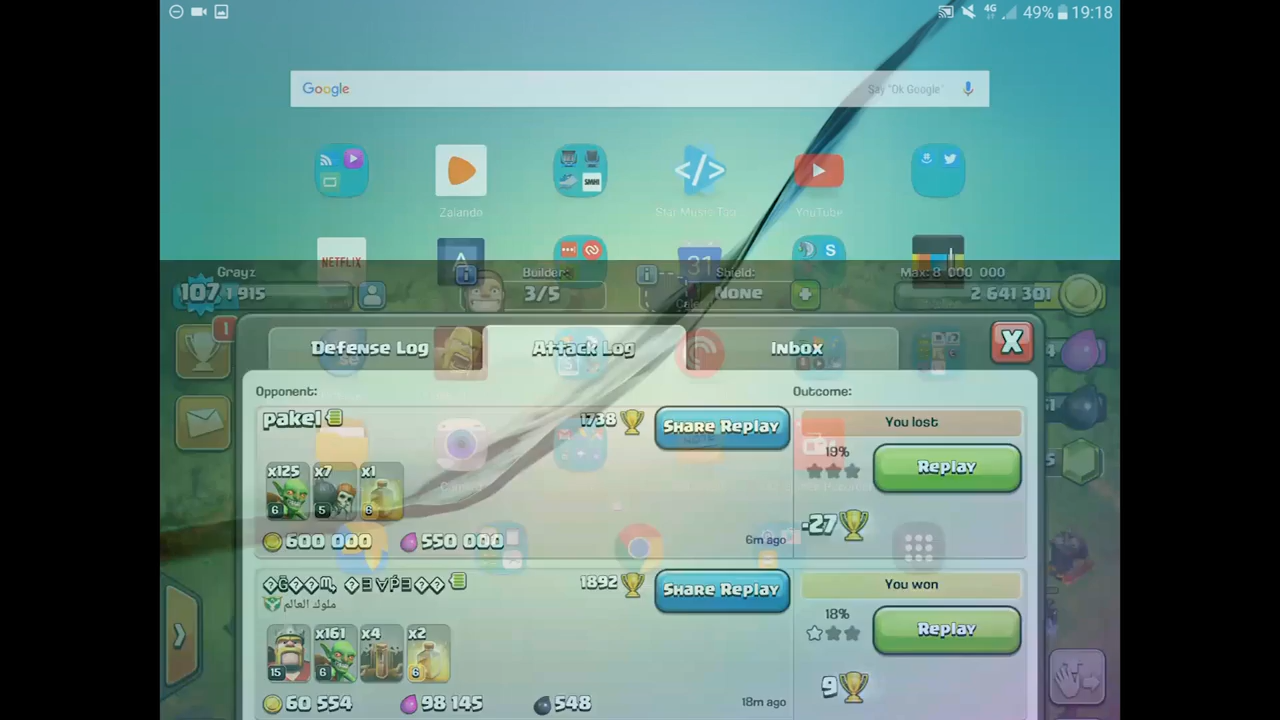 49% 19:18
4G
Google Say "Ok Google"
SMHI
Zalando YouTube
NETFLIX A S
31
Grayz Builder: Shield: Max: 8 000 000
107 1 915 3/5 None 2 641 301
1
Defense Log Attack Log Inbox X
Opponent: Outcome:
pakel 1738 Share Replay You lost
x125 x7 x1 19% Replay
6 5 6
-27
600 000 550 000 6m ago
1892 Share Replay You won
ملوك العالم
18% Replay
x161 x4 x2
15 6 6
9
60 554 98 145 548 18m ago